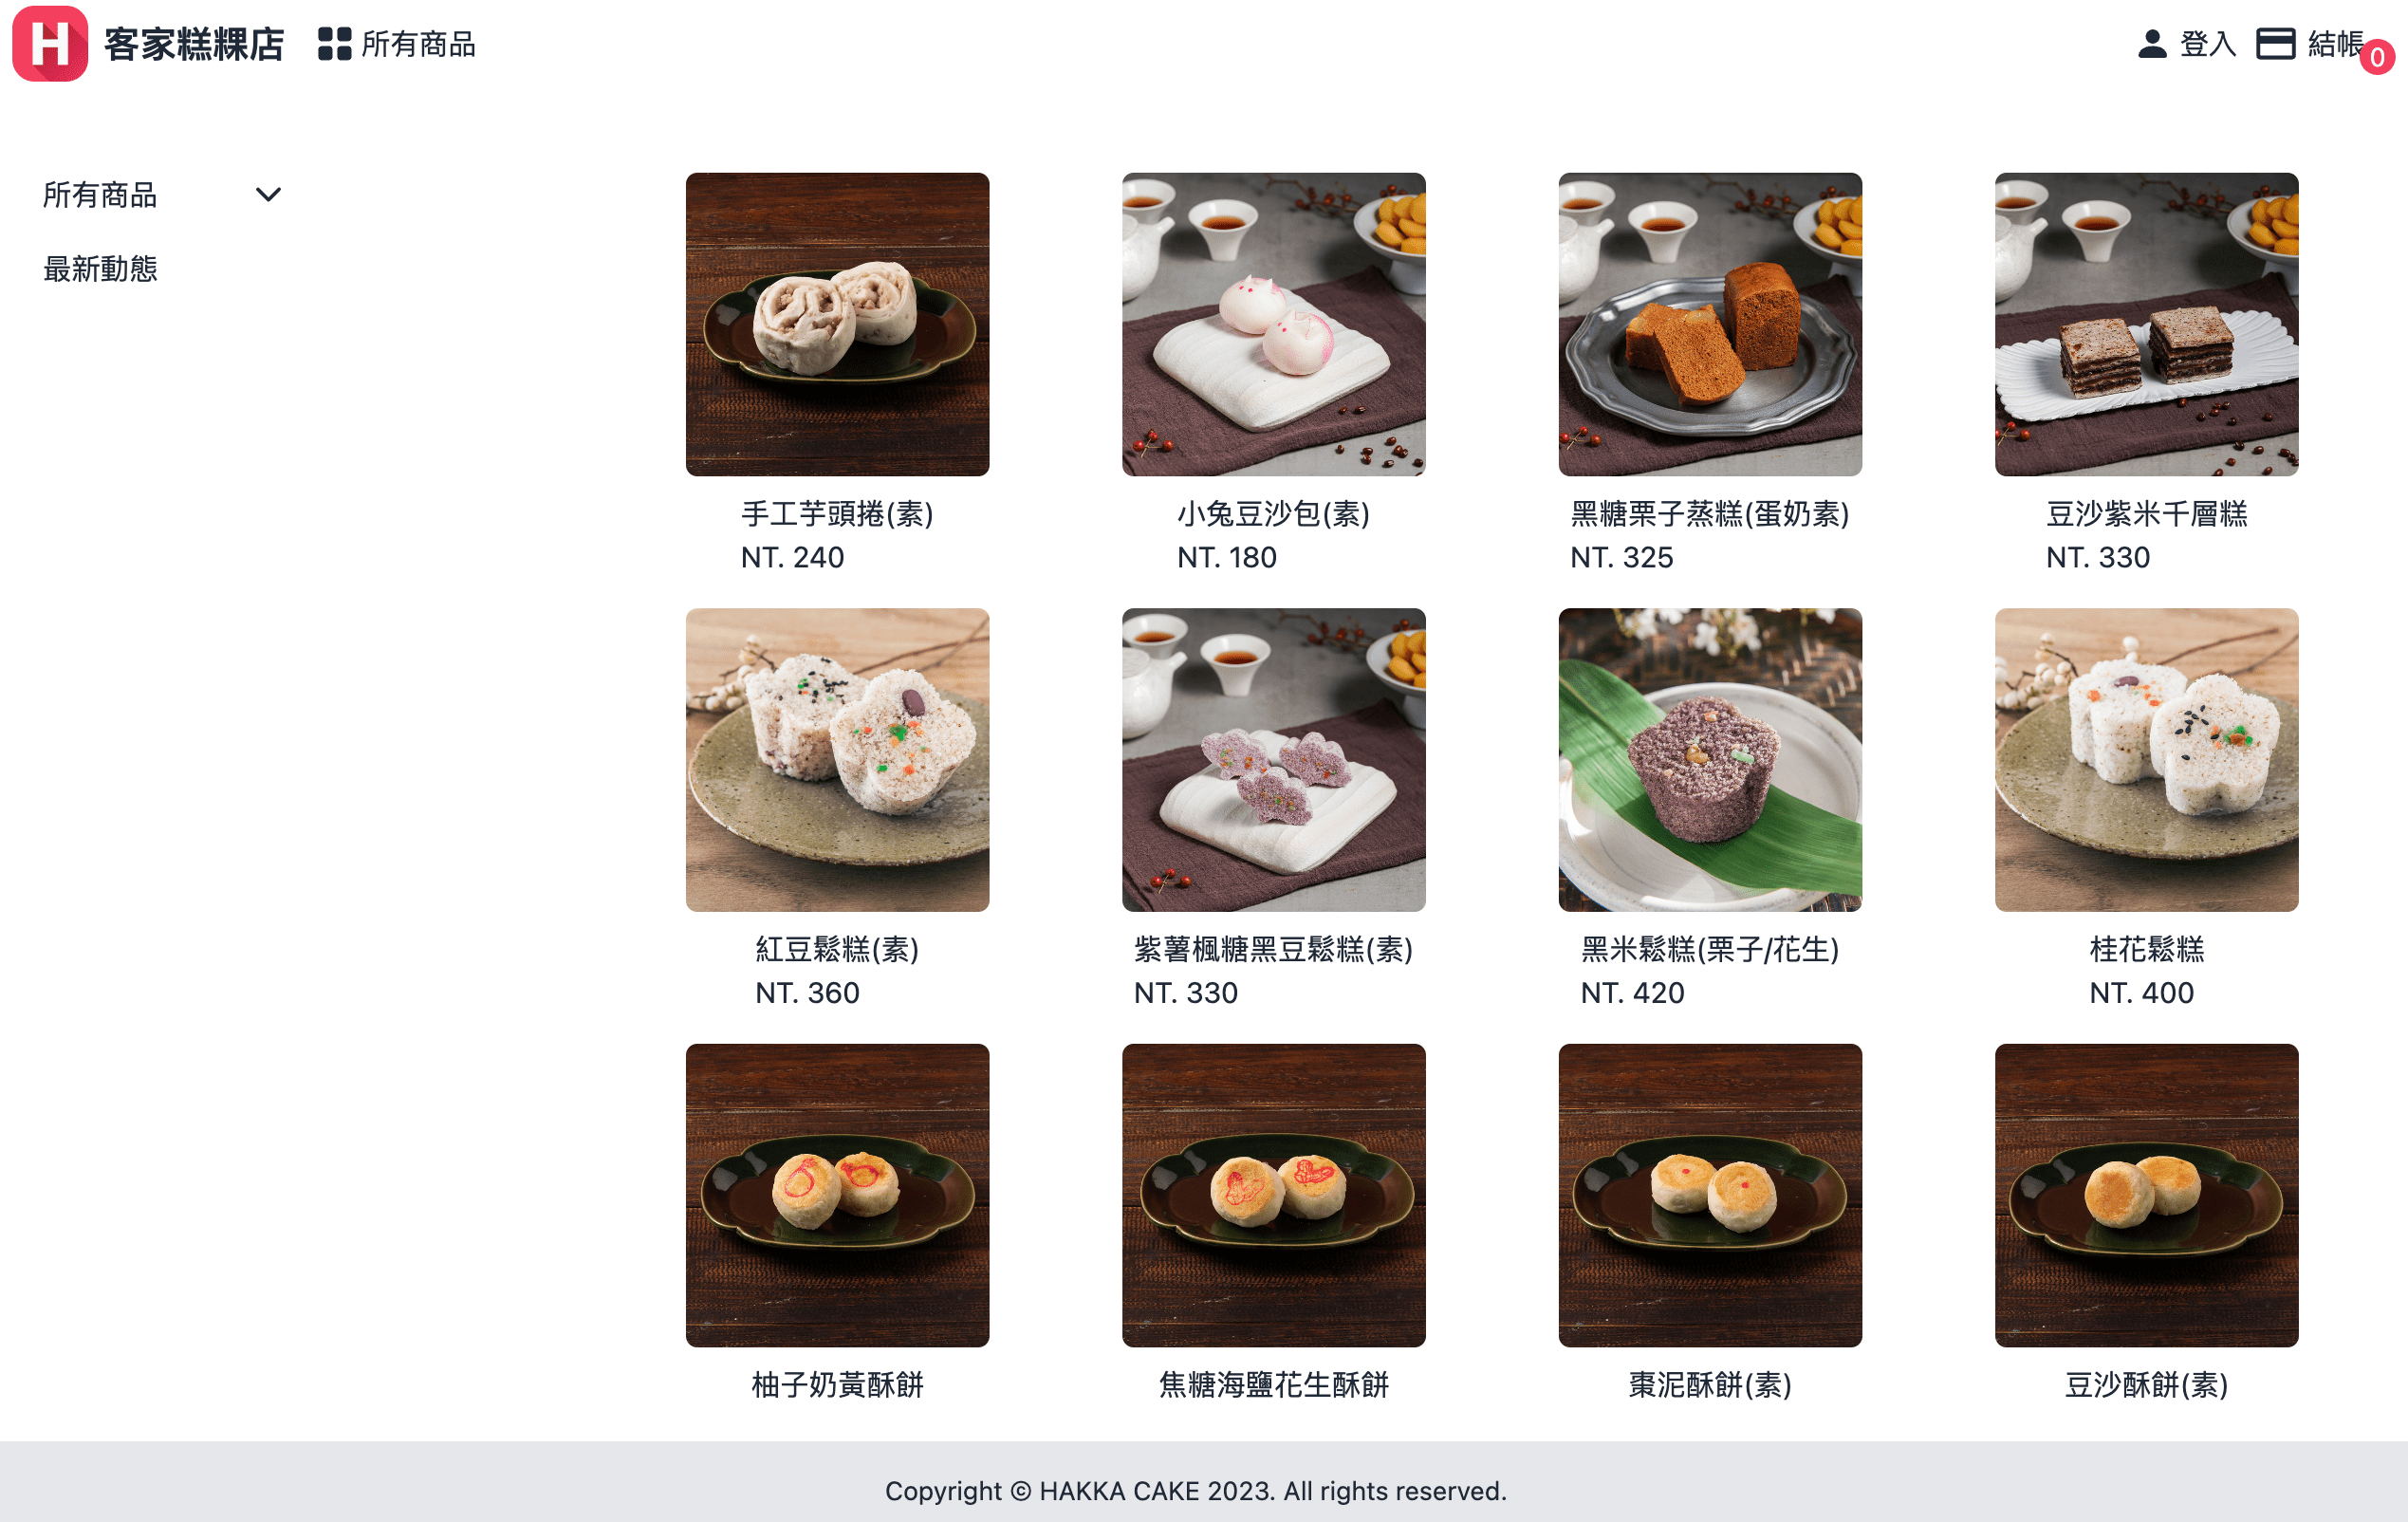 H 客家糕粿店 所有商品 登入 結帳 0
所有商品
最新動態
手工芋頭捲(素)
NT. 240
小兔豆沙包(素)
NT. 180
黑糖栗子蒸糕(蛋奶素)
NT. 325
豆沙紫米千層糕
NT. 330
紅豆鬆糕(素)
NT. 360
紫薯楓糖黑豆鬆糕(素)
NT. 330
黑米鬆糕(栗子/花生)
NT. 420
桂花鬆糕
NT. 400
柚子奶黃酥餅
焦糖海鹽花生酥餅
棗泥酥餅(素)
豆沙酥餅(素)
Copyright © HAKKA CAKE 2023. All rights reserved.